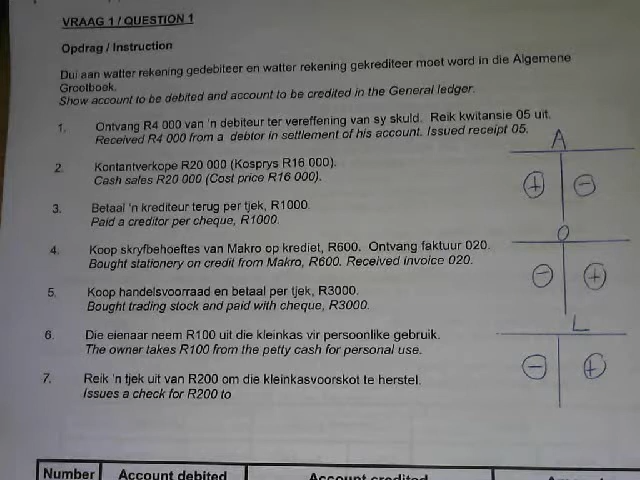 VRAAG 1 / QUESTION 1
Opdrag / Instruction
Dui aan watter rekening gedebiteer en watter rekening gekrediteer moet word in die Algemene
Grootboek.
Show account to be debited and account to be credited in the General ledger.
1. Ontvang R4 000 van 'n debiteur ter vereffening van sy skuld. Reik kwitansie 05 uit.
Received R4 000 from a debtor in settlement of his account. Issued receipt 05.
2. Kontantverkope R20 000 (Kosprys R16 000).
Cash sales R20 000 (Cost price R16 000).
3. Betaal 'n krediteur terug per tjek, R1000.
Paid a creditor per cheque, R1000.
4. Koop skryfbehoeftes van Makro op krediet, R600. Ontvang faktuur 020.
Bought stationery on credit from Makro, R600. Received invoice 020.
5. Koop handelsvoorraad en betaal per tjek, R3000.
Bought trading stock and paid with cheque, R3000.
6. Die eienaar neem R100 uit die kleinkas vir persoonlike gebruik.
The owner takes R100 from the petty cash for personal use.
7. Reik 'n tjek uit van R200 om die kleinkasvoorskot te herstel.
Issues a check for R200 to
A
+ -
O
- +
L
- +
Number Account debited Account credited